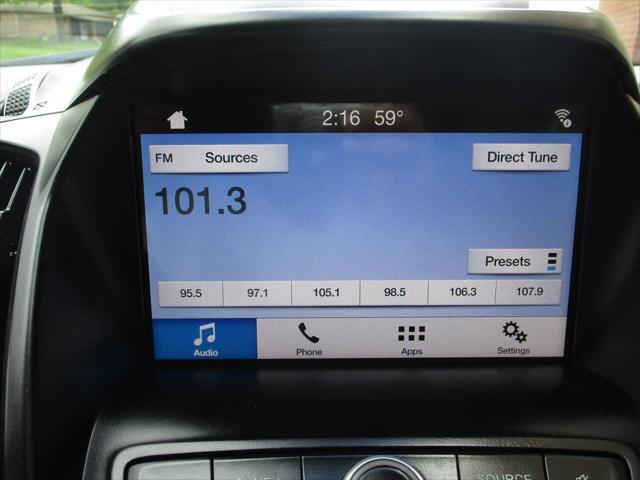 2:16 59°
FM Sources Direct Tune
101.3
Presets
95.5 97.1 105.1 98.5 106.3 107.9
Audio Phone Apps Settings
SOURCE